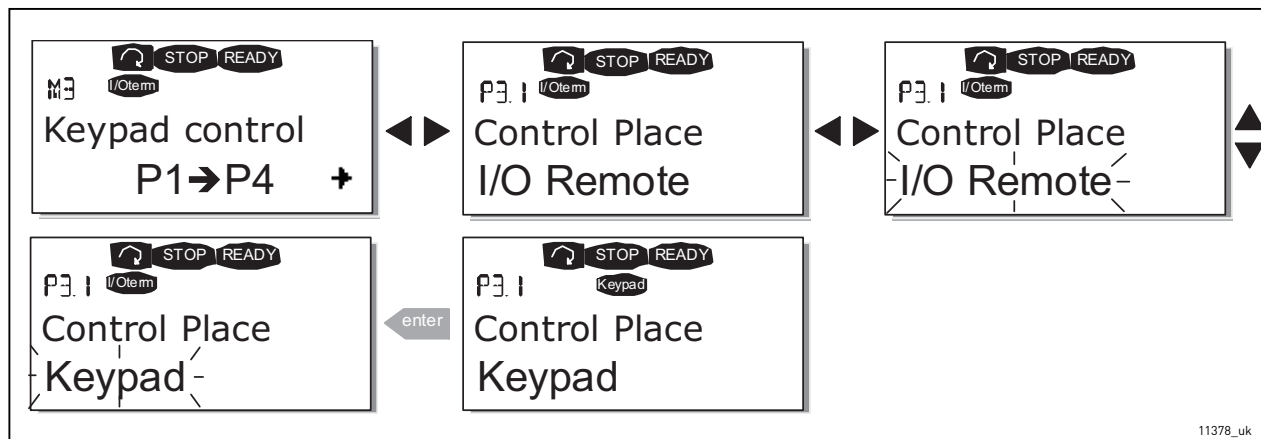 STOP READY
M3 I/Oterm
Keypad control
P1➔P4
STOP READY
P3.1 I/Oterm
Control Place
I/O Remote
STOP READY
P3.1 I/Oterm
Control Place
I/O Remote
STOP READY
P3.1 I/Oterm
Control Place
Keypad
enter
STOP READY
P3.1 Keypad
Control Place
Keypad
11378_uk